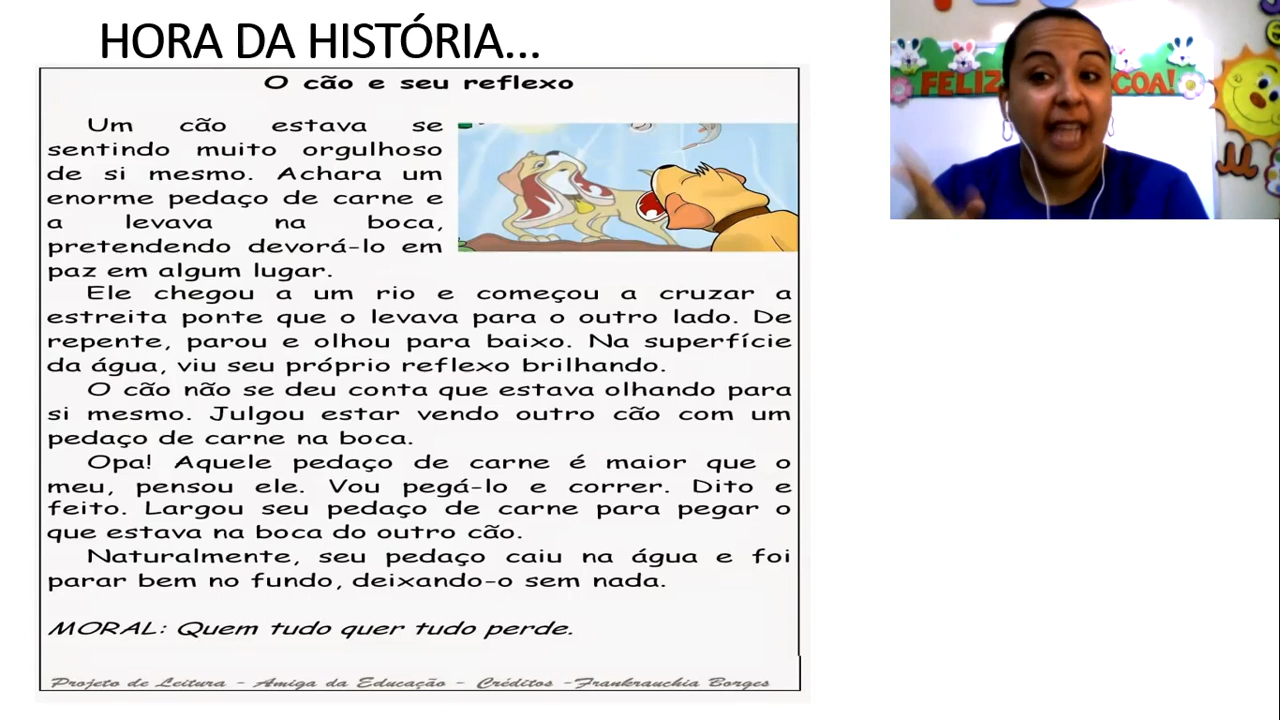 HORA DA HISTÓRIA...
O cão e seu reflexo
Um cão estava se
sentindo muito orgulhoso
de si mesmo. Achara um
enorme pedaço de carne e
a levava na boca,
pretendendo devorá-lo em
paz em algum lugar.
Ele chegou a um rio e começou a cruzar a
estreita ponte que o levava para o outro lado. De
repente, parou e olhou para baixo. Na superfície
da água, viu seu próprio reflexo brilhando.
O cão não se deu conta que estava olhando para
si mesmo. Julgou estar vendo outro cão com um
pedaço de carne na boca.
Opa! Aquele pedaço de carne é maior que o
meu, pensou ele. Vou pegá-lo e correr. Dito e
feito. Largou seu pedaço de carne para pegar o
que estava na boca do outro cão.
Naturalmente, seu pedaço caiu na água e foi
parar bem no fundo, deixando-o sem nada.
MORAL: Quem tudo quer tudo perde.
Projeto de Leitura - Amiga da Educação - Créditos -Frankrauchia Borges
FELIZ COA!